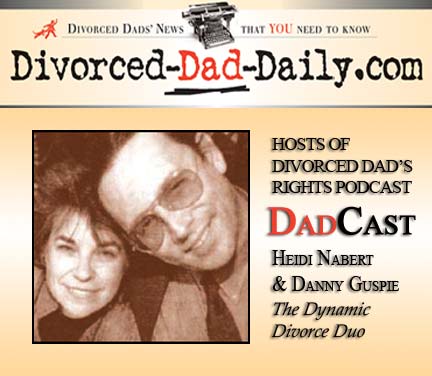 Divorced Dads' News that YOU need to know
Divorced-Dad-Daily.com
Hosts of
Divorced Dad's
Rights Podcast
DadCast
Heidi Nabert
& Danny Guspie
The Dynamic
Divorce Duo